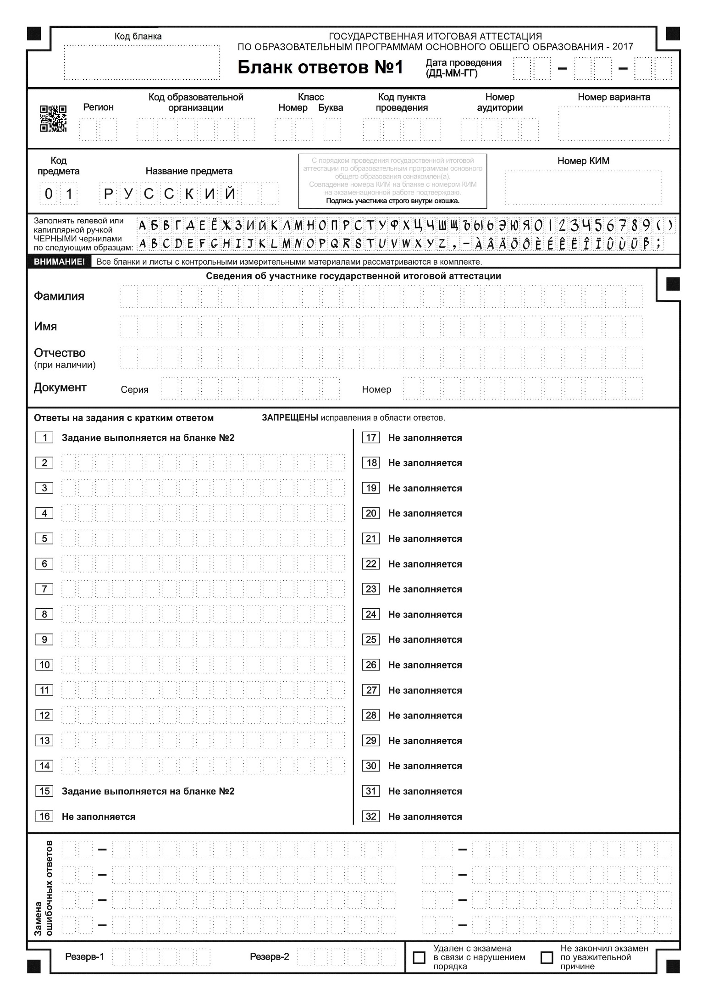 Код бланка
ГОСУДАРСТВЕННАЯ ИТОГОВАЯ АТТЕСТАЦИЯ
ПО ОБРАЗОВАТЕЛЬНЫМ ПРОГРАММАМ ОСНОВНОГО ОБЩЕГО ОБРАЗОВАНИЯ - 2017
Бланк ответов №1
Дата проведения
(ДД-ММ-ГГ)
– –
Регион
Код образовательной
организации
Класс
Номер Буква
Код пункта
проведения
Номер
аудитории
Номер варианта
Код
предмета
0 1
Название предмета
РУССКИЙ
С порядком проведения государственной итоговой
аттестации по образовательным программам основного
общего образования ознакомлен(а).
Совпадение номера КИМ на бланке с номером КИМ
на экзаменационной работе подтверждаю.
Подпись участника строго внутри окошка.
Номер КИМ
Заполнять гелевой или
капиллярной ручкой
ЧЕРНЫМИ чернилами
по следующим образцам:
А Б В Г Д Е Ё Ж З И Й К Л М Н О П Р С Т У Ф Х Ц Ч Ш Щ Ъ Ы Ь Э Ю Я 0 1 2 3 4 5 6 7 8 9 ( )
A B C D E F G H I J K L M N O P Q R S T U V W X Y Z , - À Â Ä Ö Ô È É Ê Ë Î Ï Û Ù Ü ß ;
ВНИМАНИЕ! Все бланки и листы с контрольными измерительными материалами рассматриваются в комплекте.
Сведения об участнике государственной итоговой аттестации
Фамилия
Имя
Отчество
(при наличии)
Документ Серия Номер
Ответы на задания с кратким ответом ЗАПРЕЩЕНЫ исправления в области ответов.
1 Задание выполняется на бланке №2
2
3
4
5
6
7
8
9
10
11
12
13
14
15 Задание выполняется на бланке №2
16 Не заполняется
17 Не заполняется
18 Не заполняется
19 Не заполняется
20 Не заполняется
21 Не заполняется
22 Не заполняется
23 Не заполняется
24 Не заполняется
25 Не заполняется
26 Не заполняется
27 Не заполняется
28 Не заполняется
29 Не заполняется
30 Не заполняется
31 Не заполняется
32 Не заполняется
Замена
ошибочных ответов
– –
– –
– –
– –
Резерв-1
Резерв-2
Удален с экзамена
в связи с нарушением
порядка
Не закончил экзамен
по уважительной
причине